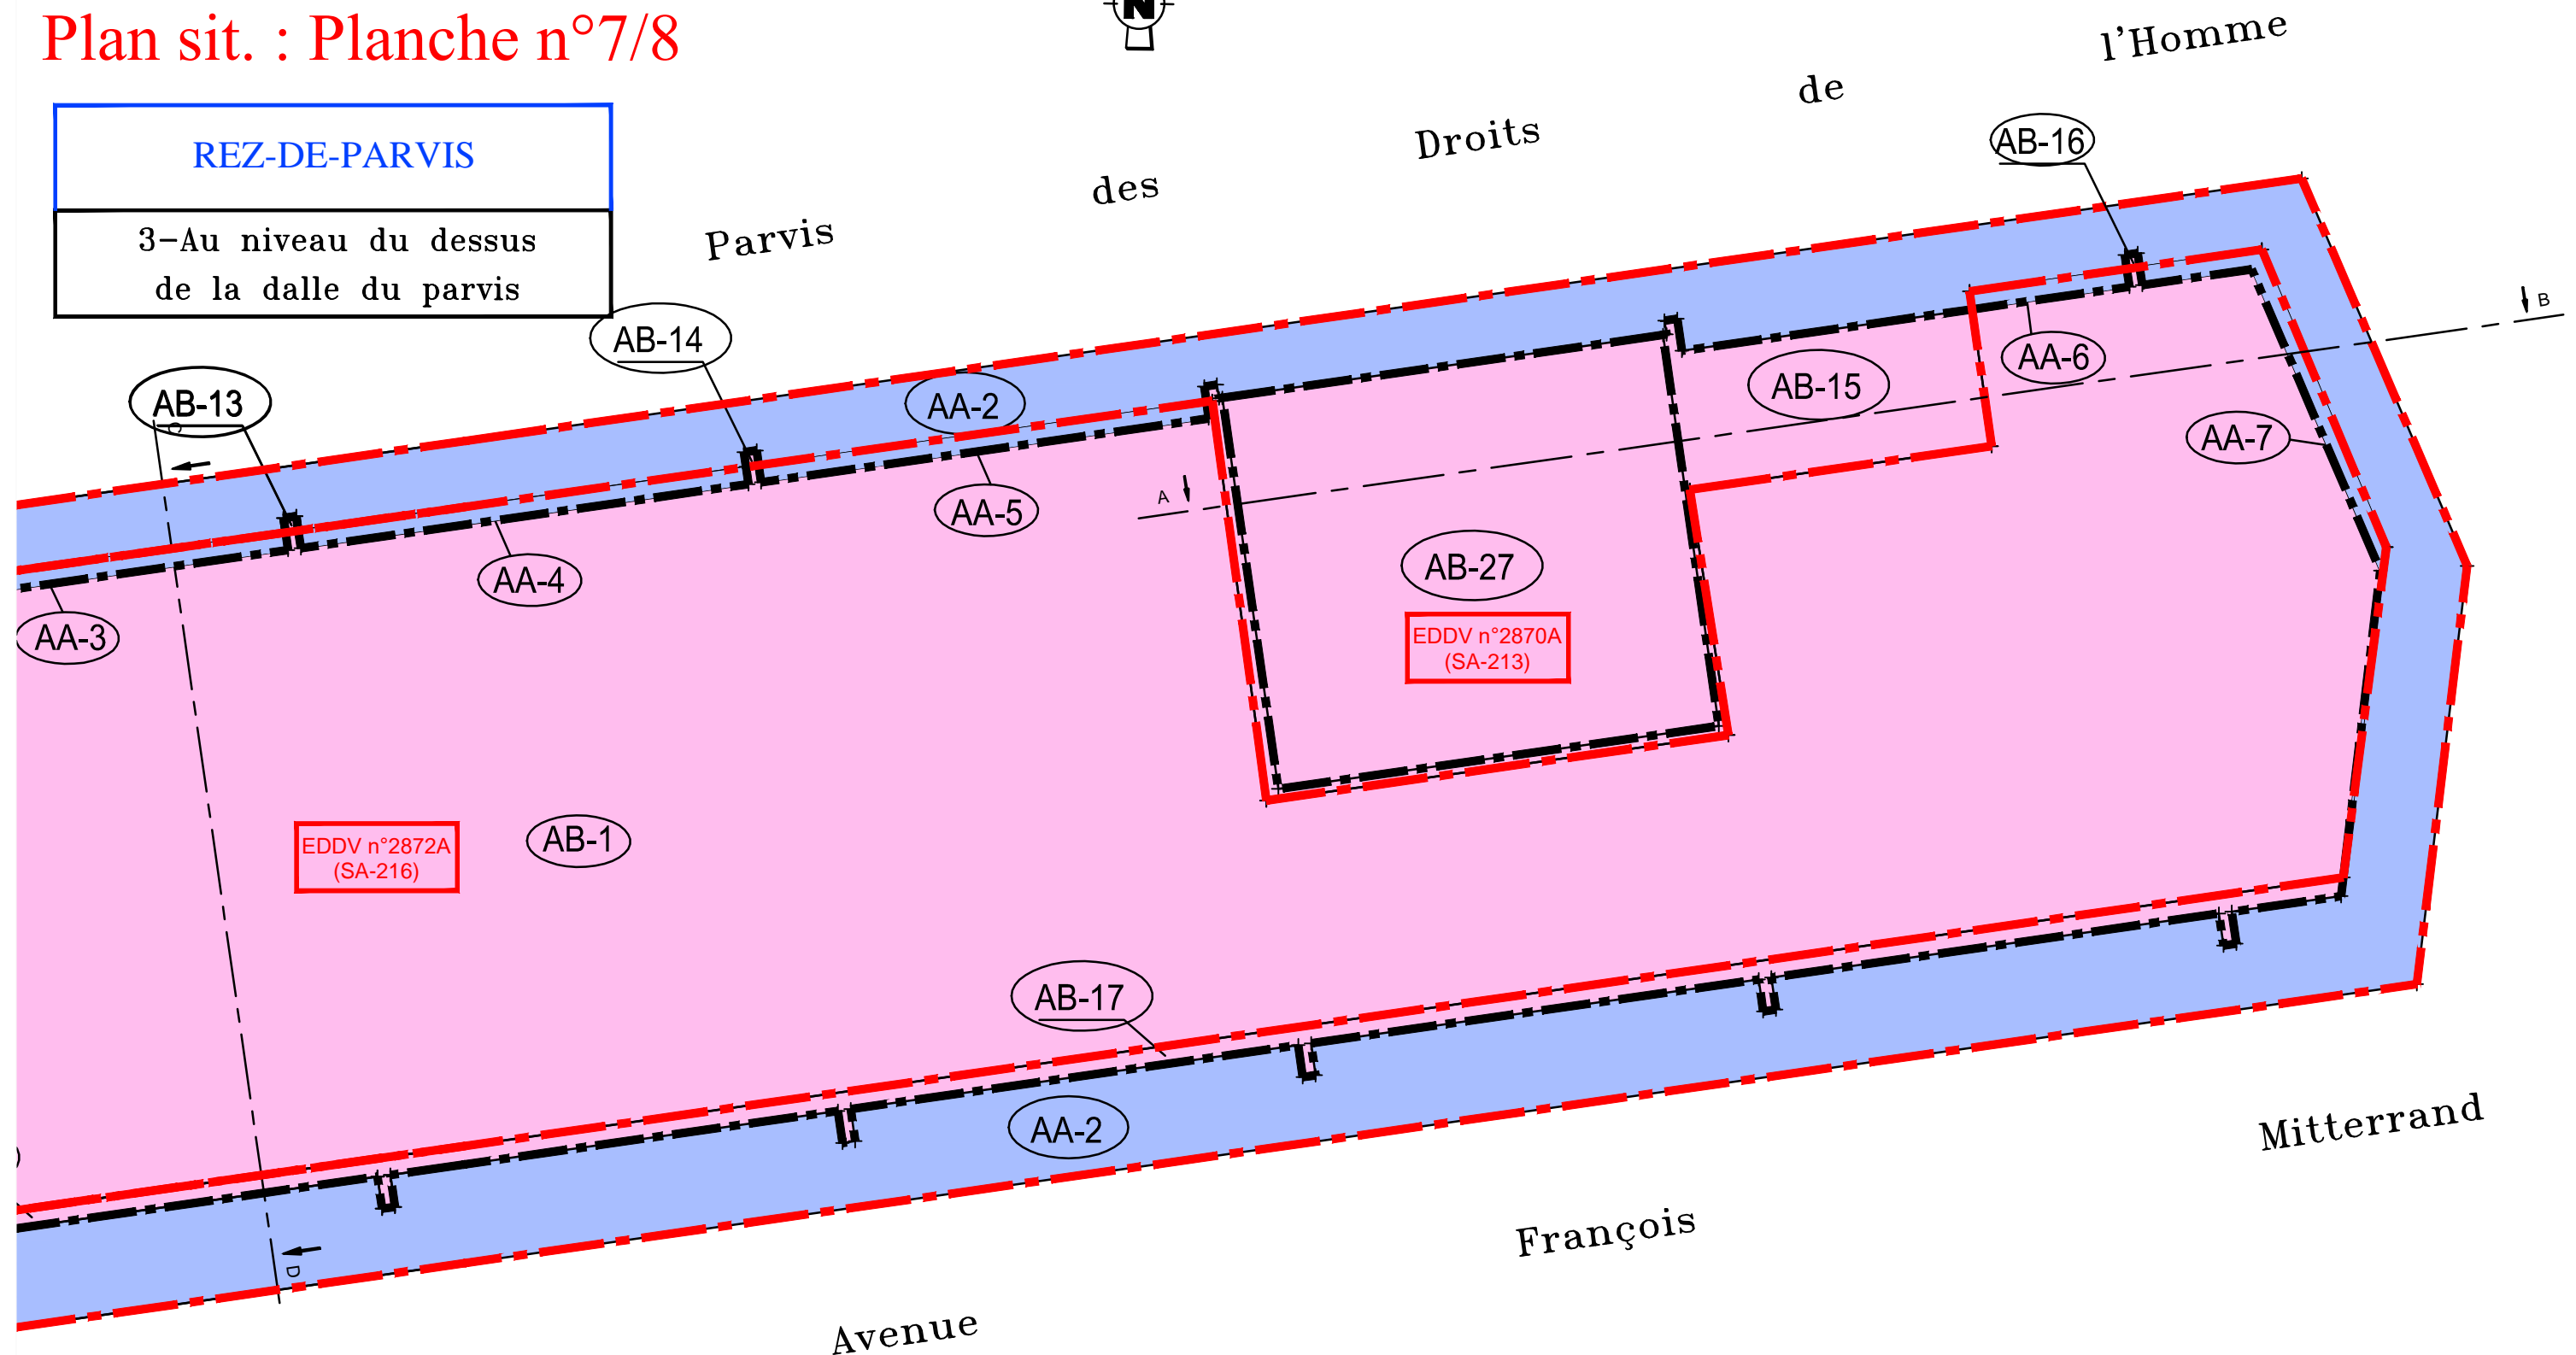 Plan sit. : Planche n°7/8
N
REZ-DE-PARVIS
3-Au niveau du dessus
de la dalle du parvis
Parvis des Droits de l'Homme
AB-16
AB-14
AB-13
C
AA-2
AB-15
AA-6
B
AA-7
A
AA-5
AA-4
AA-3
AB-27
EDDV n°2870A
(SA-213)
EDDV n°2872A
(SA-216)
AB-1
AB-17
AA-2
D
Avenue François Mitterrand